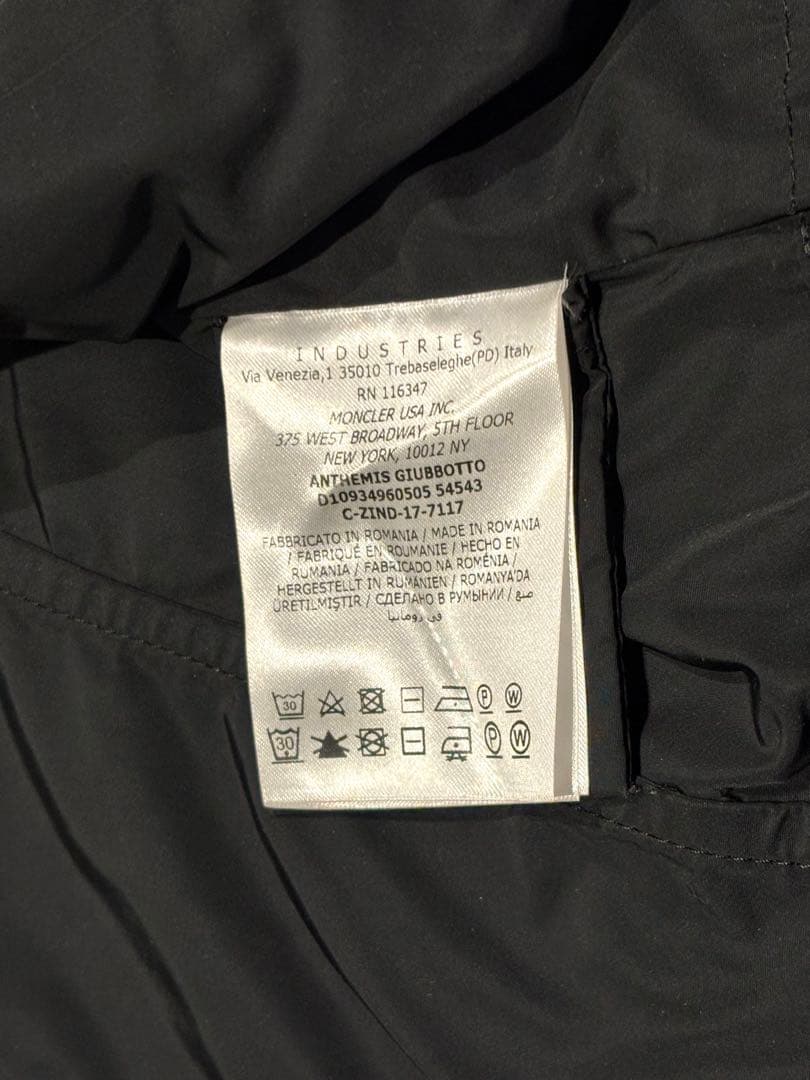 INDUSTRIES
Via Venezia,1 35010 Trebaseleghe(PD) Italy
RN 116347
MONCLER USA INC.
375 WEST BROADWAY, 5TH FLOOR
NEW YORK, 10012 NY
ANTHEMIS GIUBBOTTO
D10934960505 54543
C-ZIND-17-7117
FABBRICATO IN ROMANIA / MADE IN ROMANIA
/ FABRIQUÉ EN ROUMANIE / HECHO EN
RUMANIA / FABRICADO NA ROMÉNIA /
HERGESTELLT IN RUMÄNIEN / ROMANYA'DA
ÜRETILMIŞTIR / СДЕЛАНО В РУМЫНИИ / صنع
في رومانيا
30 P W
30 P W